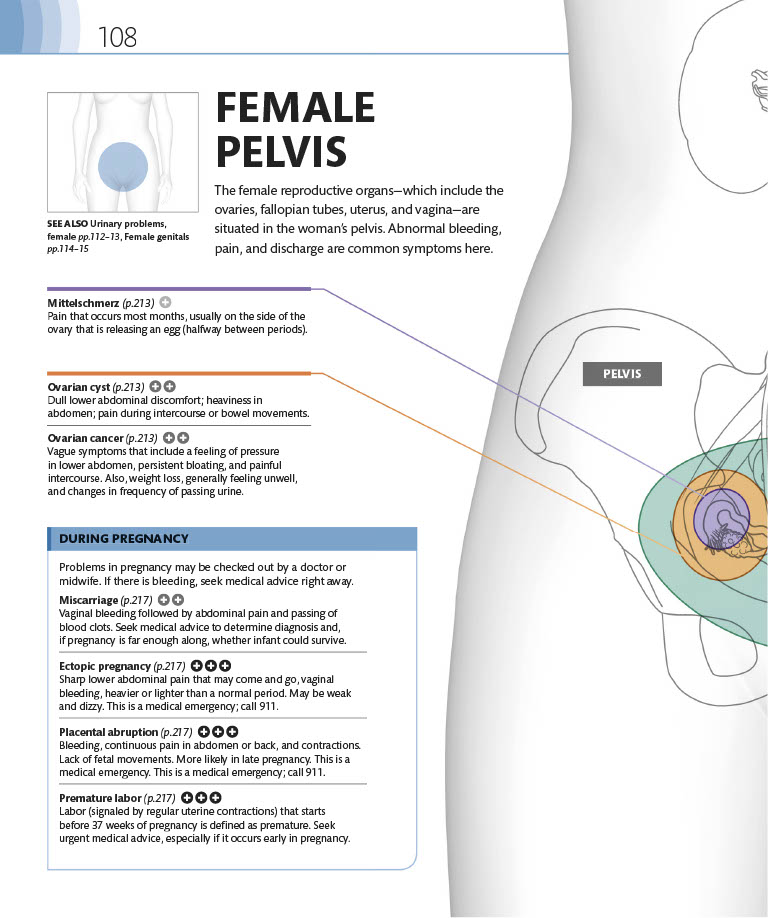 108
FEMALE
PELVIS
The female reproductive organs—which include the
ovaries, fallopian tubes, uterus, and vagina—are
situated in the woman's pelvis. Abnormal bleeding,
pain, and discharge are common symptoms here.
SEE ALSO Urinary problems,
female pp.112–13, Female genitals
pp.114–15
Mittelschmerz (p.213)
Pain that occurs most months, usually on the side of the
ovary that is releasing an egg (halfway between periods).
Ovarian cyst (p.213)
Dull lower abdominal discomfort; heaviness in
abdomen; pain during intercourse or bowel movements.
Ovarian cancer (p.213)
Vague symptoms that include a feeling of pressure
in lower abdomen, persistent bloating, and painful
intercourse. Also, weight loss, generally feeling unwell,
and changes in frequency of passing urine.
PELVIS
DURING PREGNANCY
Problems in pregnancy may be checked out by a doctor or
midwife. If there is bleeding, seek medical advice right away.
Miscarriage (p.217)
Vaginal bleeding followed by abdominal pain and passing of
blood clots. Seek medical advice to determine diagnosis and,
if pregnancy is far enough along, whether infant could survive.
Ectopic pregnancy (p.217)
Sharp lower abdominal pain that may come and go, vaginal
bleeding, heavier or lighter than a normal period. May be weak
and dizzy. This is a medical emergency; call 911.
Placental abruption (p.217)
Bleeding, continuous pain in abdomen or back, and contractions.
Lack of fetal movements. More likely in late pregnancy. This is a
medical emergency. This is a medical emergency; call 911.
Premature labor (p.217)
Labor (signaled by regular uterine contractions) that starts
before 37 weeks of pregnancy is defined as premature. Seek
urgent medical advice, especially if it occurs early in pregnancy.